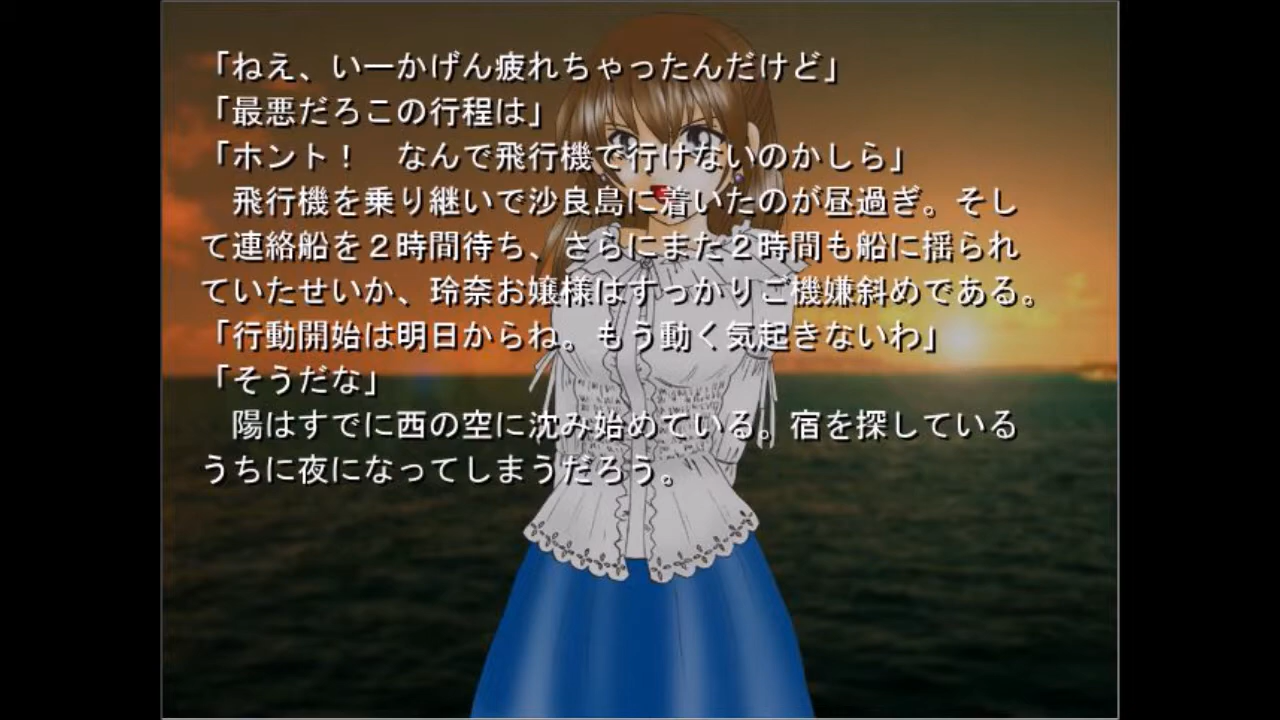 「ねえ、いーかげん疲れちゃったんだけど」
「最悪だろこの行程は」
「ホント！　なんで飛行機で行けないのかしら」
　飛行機を乗り継いで沙良島に着いたのが昼過ぎ。そし
て連絡船を２時間待ち、さらにまた２時間も船に揺られ
ていたせいか、玲奈お嬢様はすっかりご機嫌斜めである。
「行動開始は明日からね。もう動く気起きないわ」
「そうだな」
　陽はすでに西の空に沈み始めている。宿を探している
うちに夜になってしまうだろう。